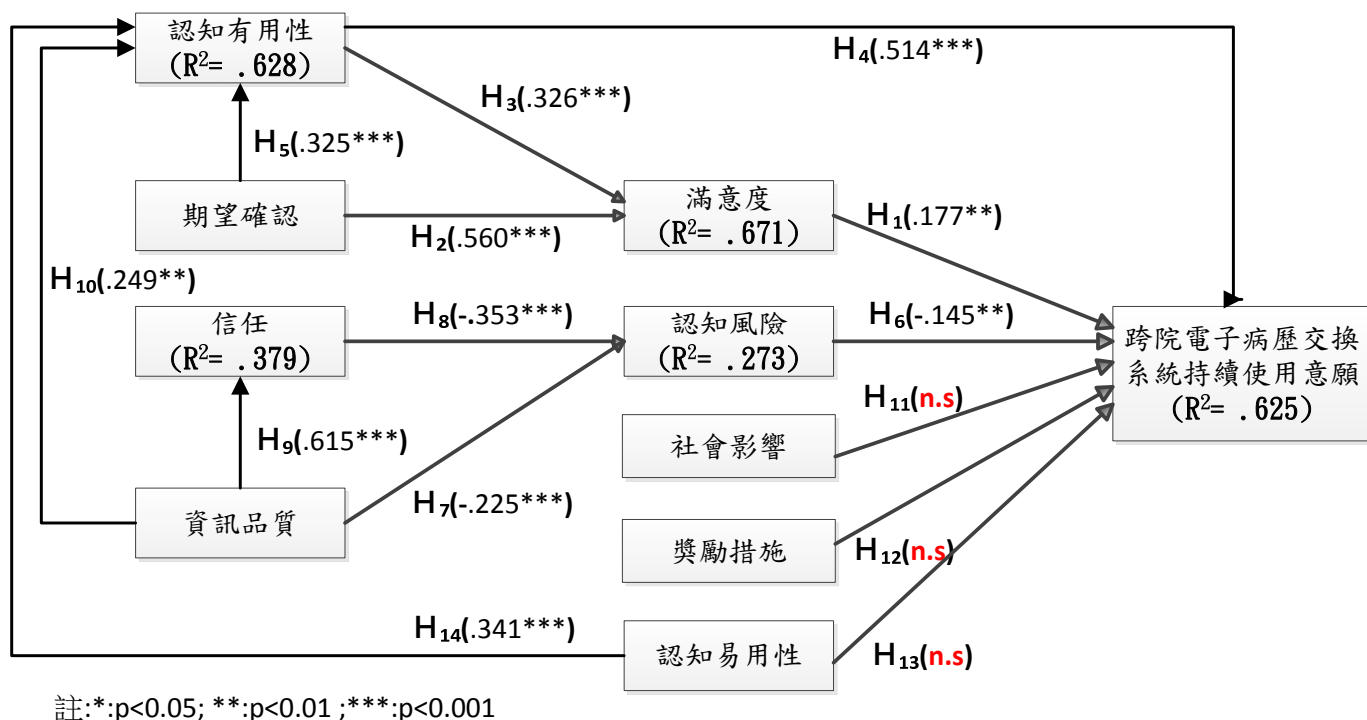 認知有用性
(R²= .628)
H₄(.514***)
H₃(.326***)
H₅(.325***)
期望確認
滿意度
(R²= .671)
H₂(.560***)
H₁(.177**)
H₁₀(.249**)
信任
(R²= .379)
H₈(-.353***)
認知風險
(R²= .273)
H₆(-.145**)
跨院電子病歷交換
系統持續使用意願
(R²= .625)
H₁₁(n.s)
社會影響
H₉(.615***)
H₇(-.225***)
資訊品質
獎勵措施
H₁₂(n.s)
H₁₄(.341***)
認知易用性
H₁₃(n.s)
註:*:p<0.05; **:p<0.01 ;***:p<0.001